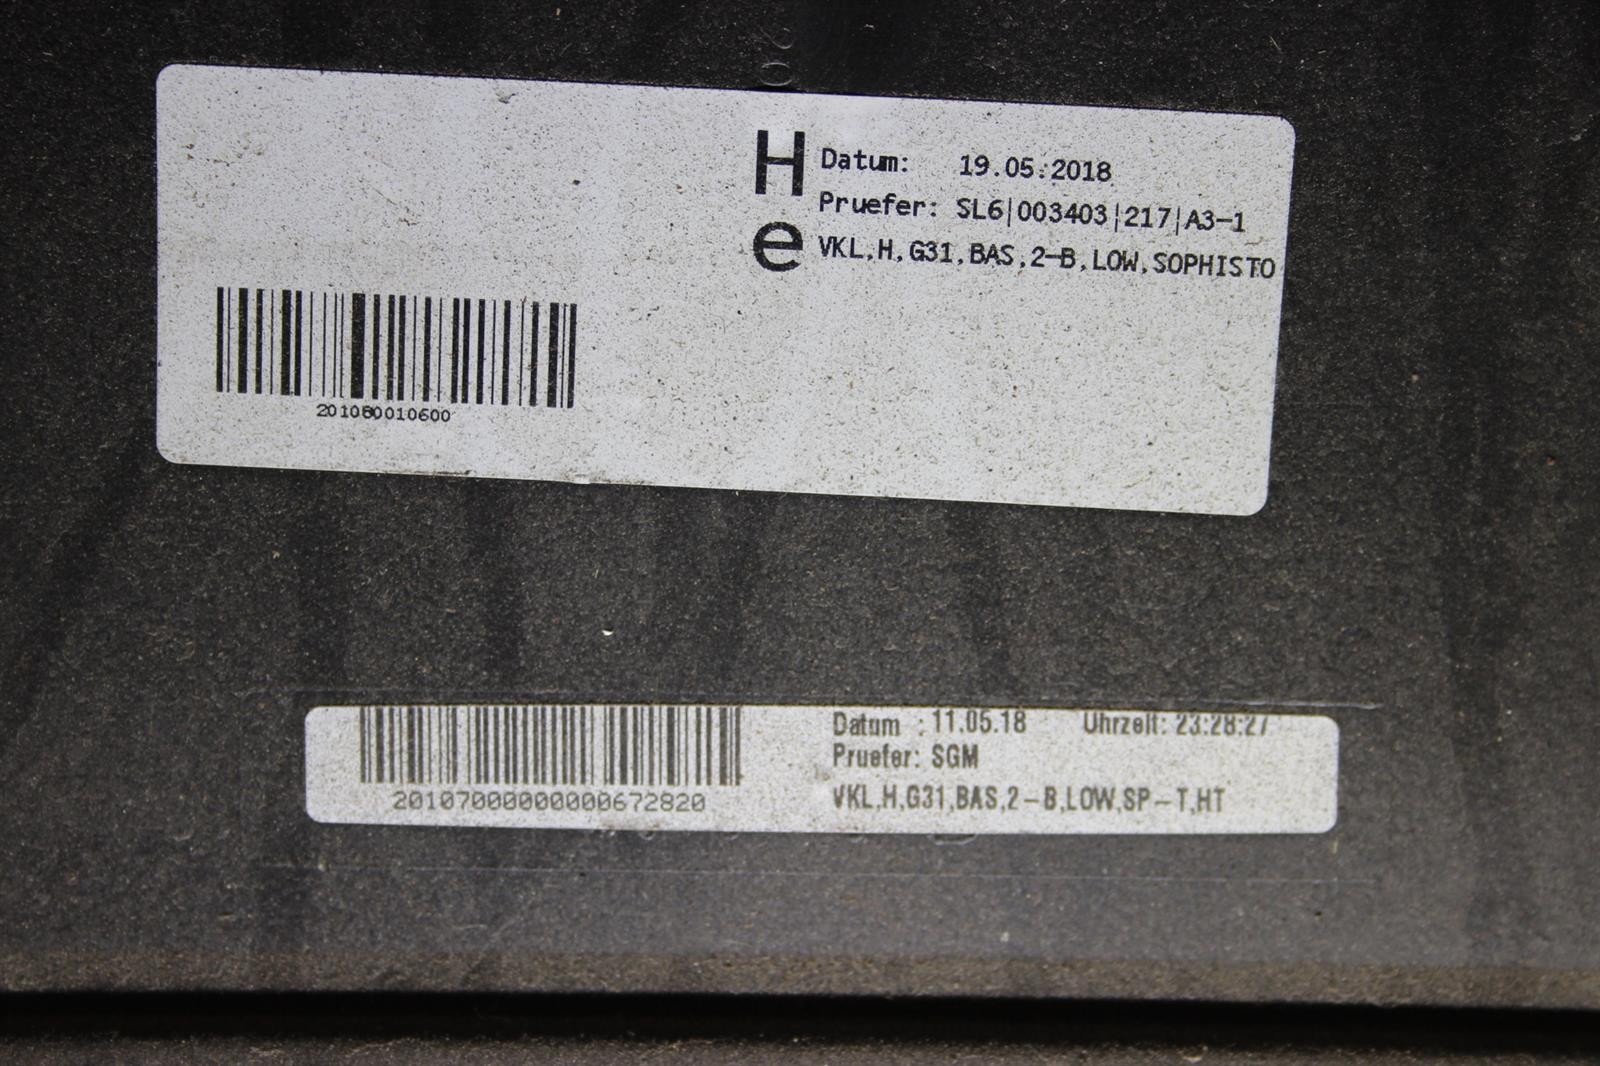 H
e
Datum: 19.05.2018
Pruefer: SL6|003403|217|A3-1
VKL,H,G31,BAS,2-B,LOW,SOPHISTO
Datum : 11.05.18 Uhrzeit: 23:28:27
Pruefer: SGM
20107000000000672820
VKL,H,G31,BAS,2-B,LOW,SP-T,HT